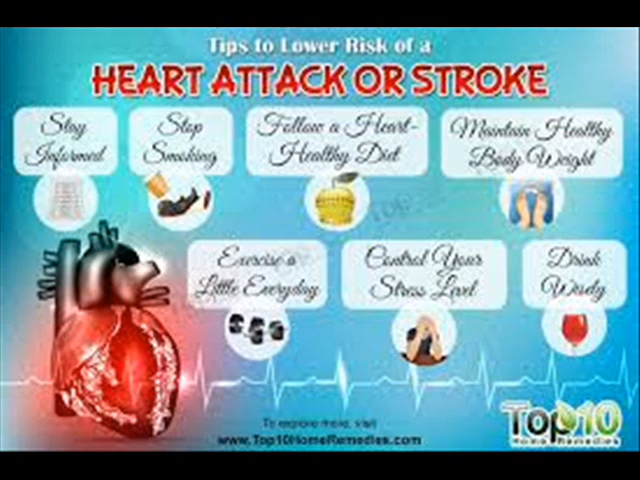 Tips to Lower Risk of a
HEART ATTACK OR STROKE
Stay
Informed
Stop
Smoking
Follow a Heart-
Healthy Diet
Maintain Healthy
Body Weight
Exercise a
Little Everyday
Control Your
Stress Level
Drink
Wisely
To explore more, visit
www.Top10HomeRemedies.com
Top10
Home Remedies